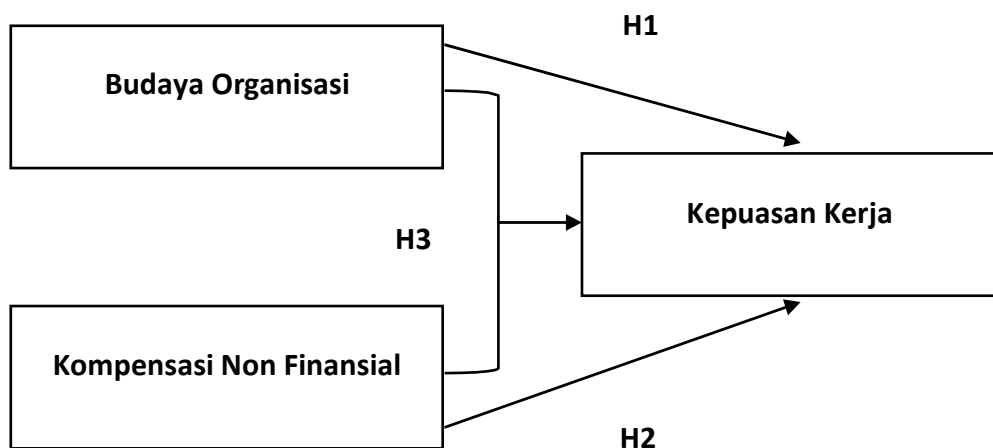 H1
Budaya Organisasi
Kepuasan Kerja
H3
Kompensasi Non Finansial
H2